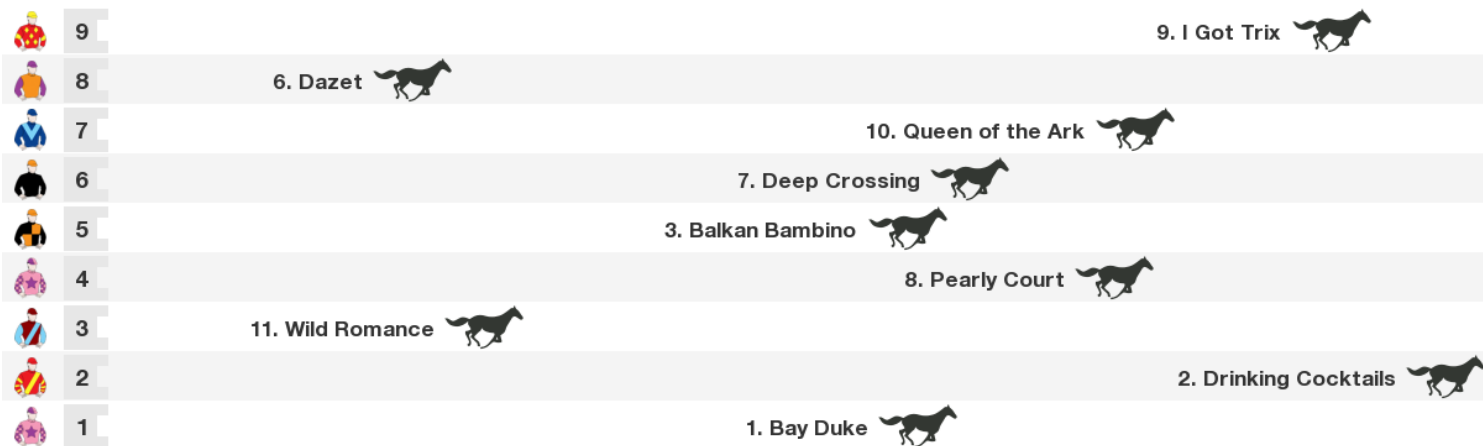 9 9. I Got Trix
8 6. Dazet
7 10. Queen of the Ark
6 7. Deep Crossing
5 3. Balkan Bambino
4 8. Pearly Court
3 11. Wild Romance
2 2. Drinking Cocktails
1 1. Bay Duke